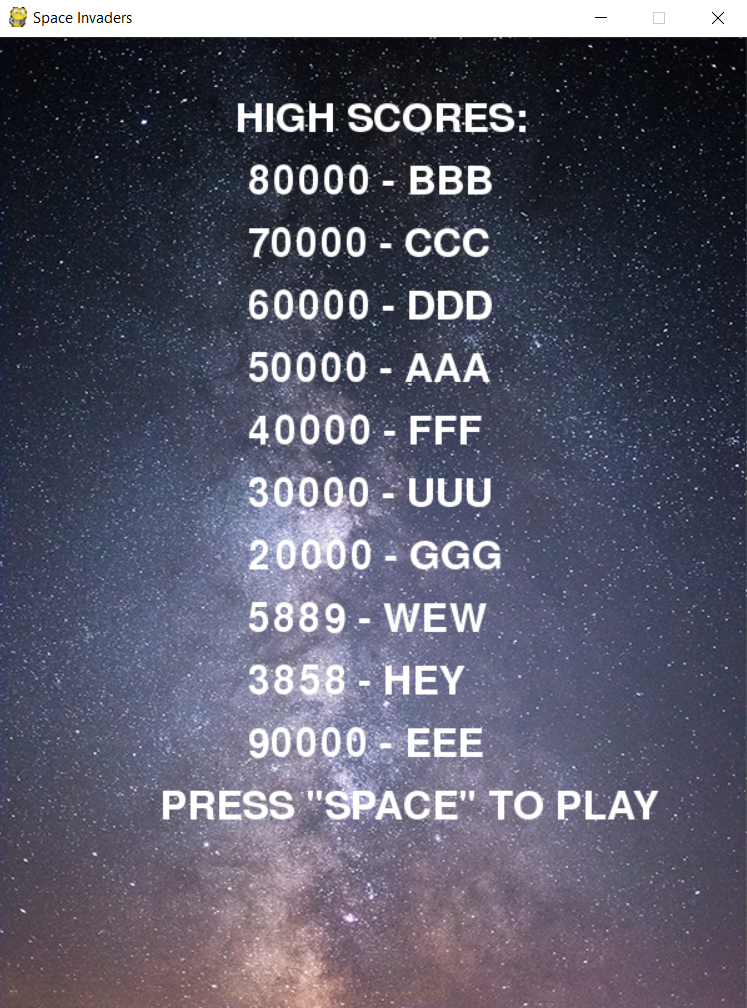 Space Invaders
HIGH SCORES:
80000 - BBB
70000 - CCC
60000 - DDD
50000 - AAA
40000 - FFF
30000 - UUU
20000 - GGG
5889 - WEW
3858 - HEY
90000 - EEE
PRESS "SPACE" TO PLAY